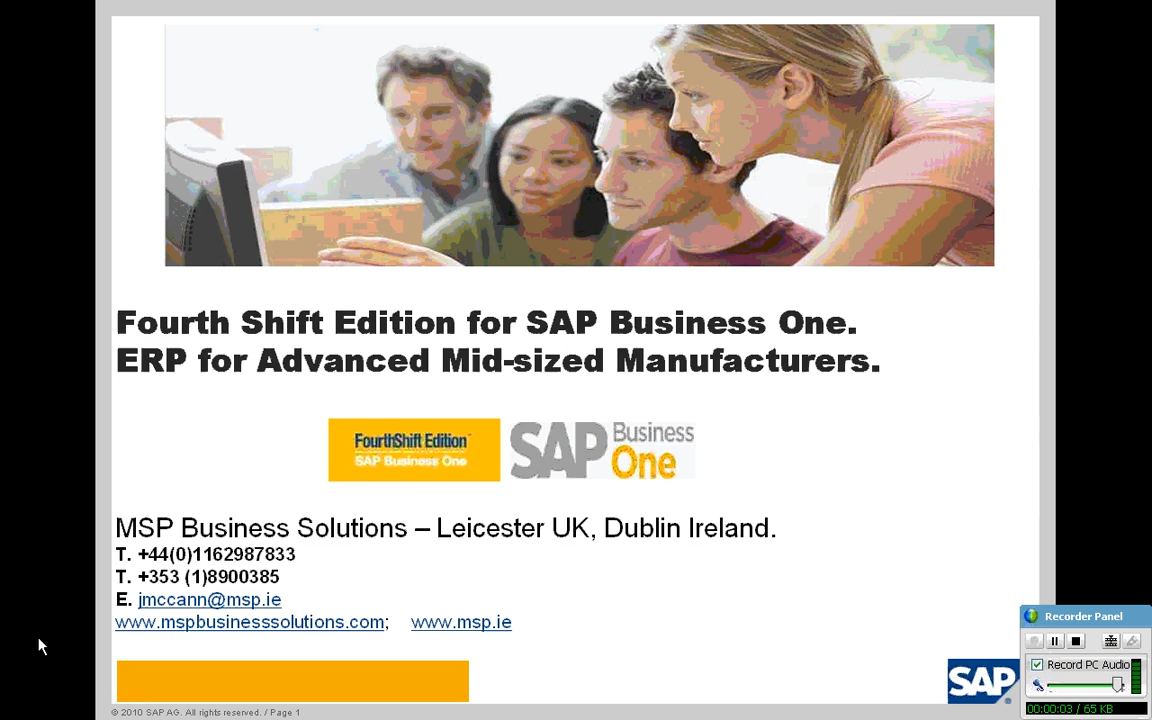 Fourth Shift Edition for SAP Business One.
ERP for Advanced Mid-sized Manufacturers.
FourthShift Edition™
SAP Business One
SAP Business One
MSP Business Solutions – Leicester UK, Dublin Ireland.
T. +44(0)1162987833
T. +353 (1)8900385
E. jmccann@msp.ie
www.mspbusinesssolutions.com; www.msp.ie
SAP
© 2010 SAP AG. All rights reserved. / Page 1
Recorder Panel
Record PC Audio
00:00:03 / 65 KB